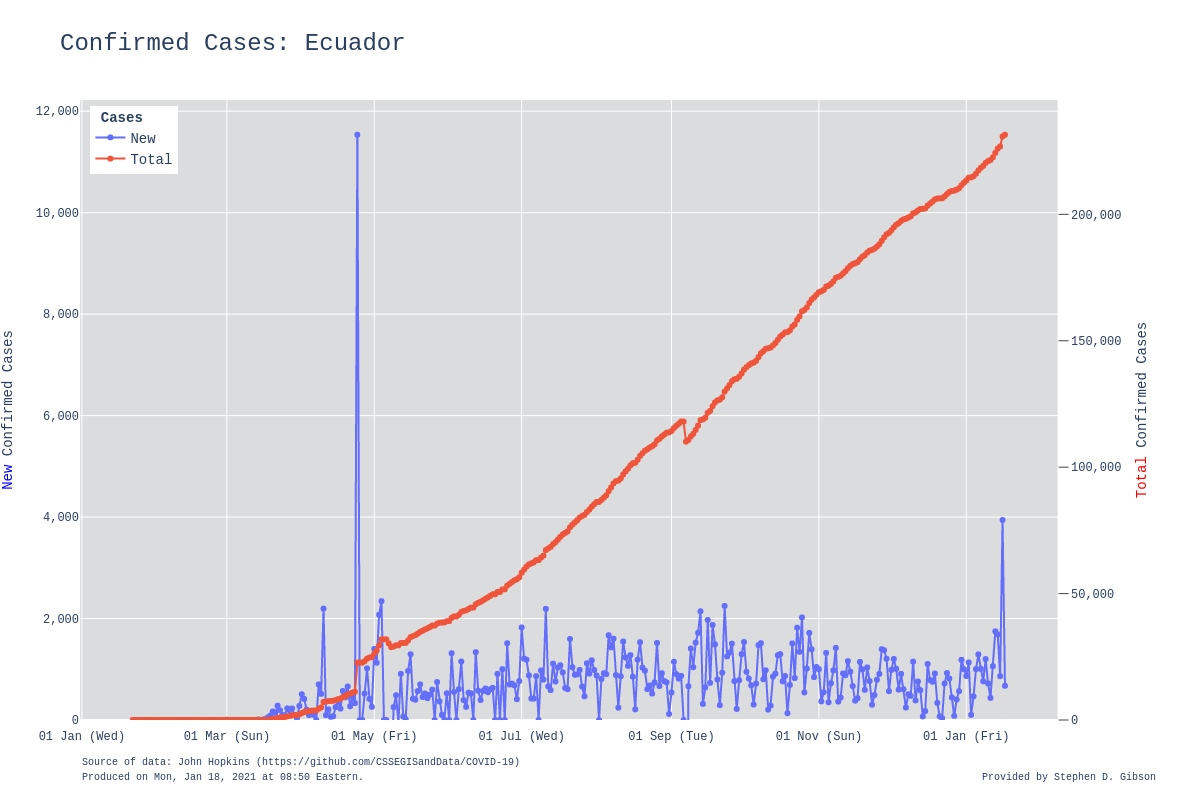 Confirmed Cases: Ecuador
Cases
New
Total
12,000
10,000
8,000
6,000
4,000
2,000
0
New Confirmed Cases
200,000
150,000
100,000
50,000
0
Total Confirmed Cases
01 Jan (Wed) 01 Mar (Sun) 01 May (Fri) 01 Jul (Wed) 01 Sep (Tue) 01 Nov (Sun) 01 Jan (Fri)
Source of data: John Hopkins (https://github.com/CSSEGISandData/COVID-19)
Produced on Mon, Jan 18, 2021 at 08:50 Eastern.
Provided by Stephen D. Gibson